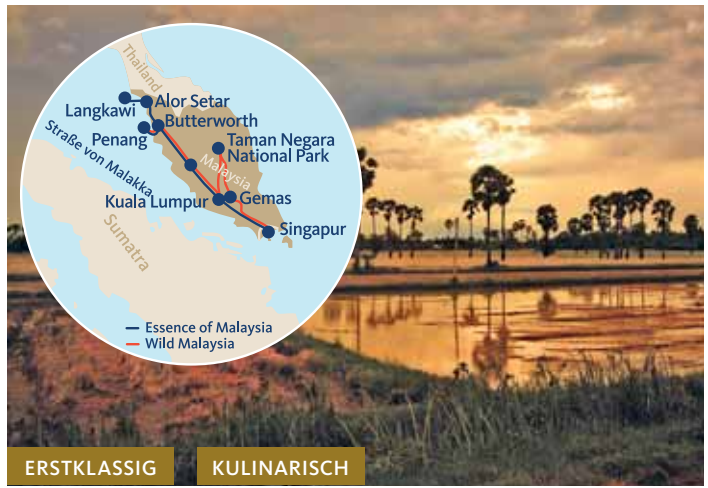 Thailand
Langkawi
Alor Setar
Butterworth
Penang
Taman Negara
National Park
Straße von Malakka
Malaysia
Kuala Lumpur
Gemas
Singapur
Sumatra
Essence of Malaysia
Wild Malaysia
ERSTKLASSIG
KULINARISCH